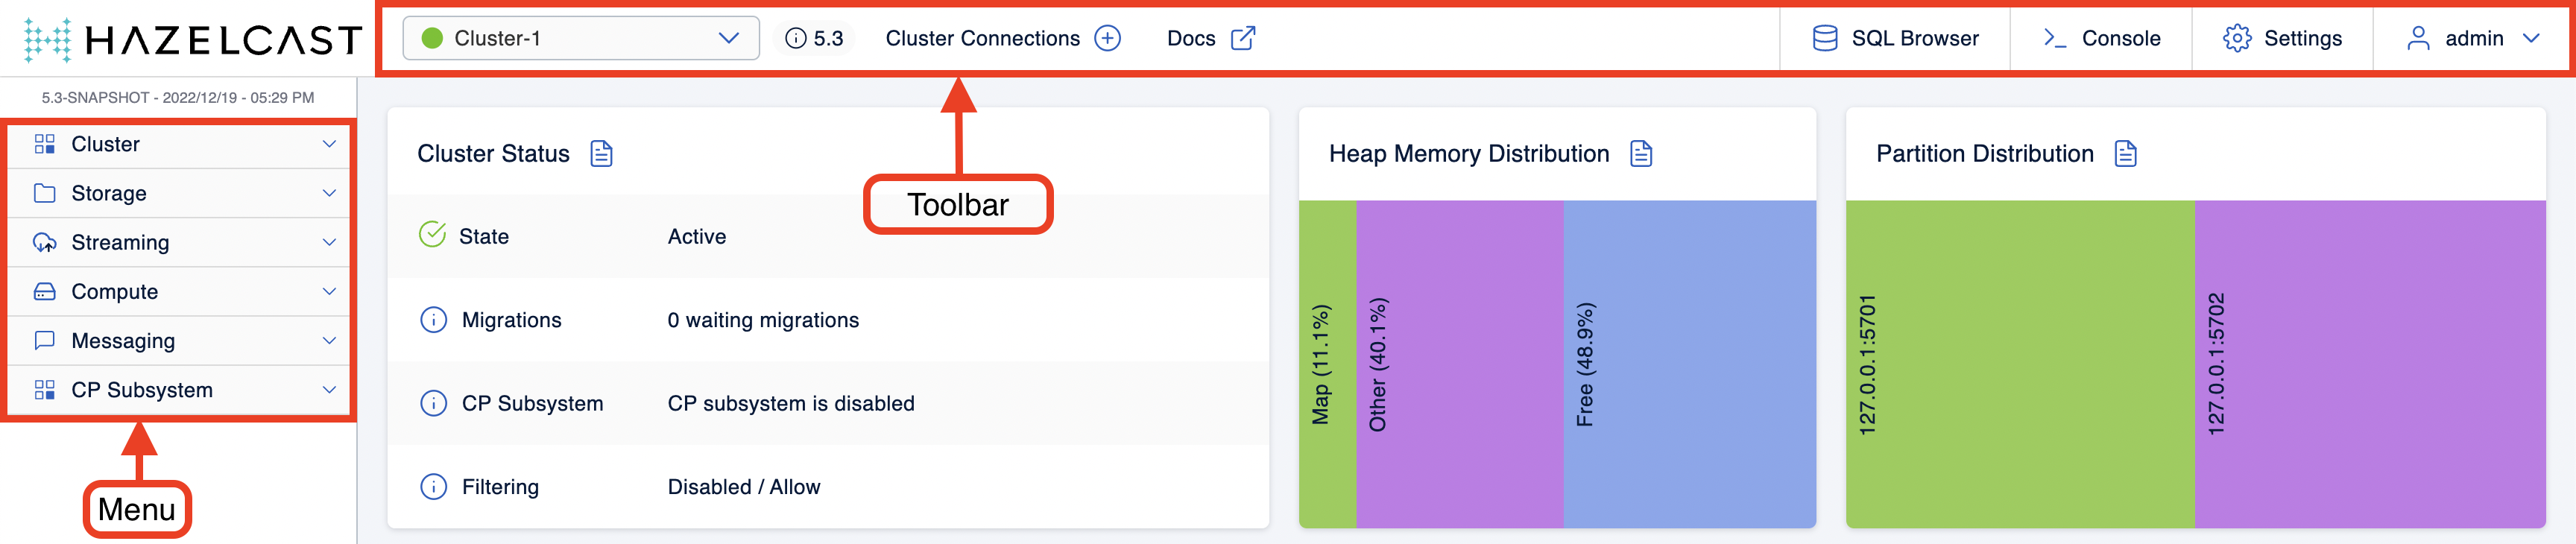 HAZELCAST
Cluster-1
5.3
Cluster Connections
Docs
SQL Browser
Console
Settings
admin
5.3-SNAPSHOT - 2022/12/19 - 05:29 PM
Cluster
Storage
Streaming
Compute
Messaging
CP Subsystem
Menu
Toolbar
Cluster Status
State Active
Migrations 0 waiting migrations
CP Subsystem CP subsystem is disabled
Filtering Disabled / Allow
Heap Memory Distribution
Map (11.1%)
Other (40.1%)
Free (48.9%)
Partition Distribution
127.0.0.1:5701
127.0.0.1:5702